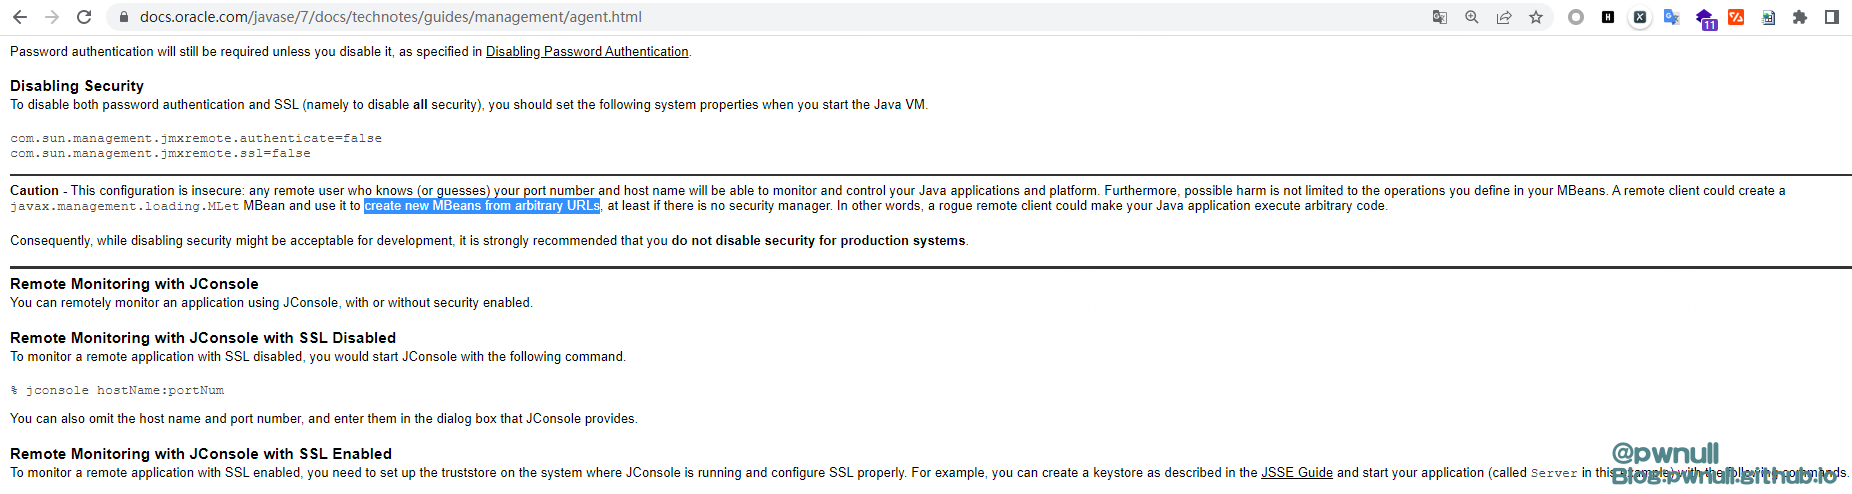 docs.oracle.com/javase/7/docs/technotes/guides/management/agent.html
11
Password authentication will still be required unless you disable it, as specified in Disabling Password Authentication.
Disabling Security
To disable both password authentication and SSL (namely to disable all security), you should set the following system properties when you start the Java VM.
com.sun.management.jmxremote.authenticate=false
com.sun.management.jmxremote.ssl=false
Caution - This configuration is insecure: any remote user who knows (or guesses) your port number and host name will be able to monitor and control your Java applications and platform. Furthermore, possible harm is not limited to the operations you define in your MBeans. A remote client could create a
javax.management.loading.MLet MBean and use it to create new MBeans from arbitrary URLs, at least if there is no security manager. In other words, a rogue remote client could make your Java application execute arbitrary code.
Consequently, while disabling security might be acceptable for development, it is strongly recommended that you do not disable security for production systems.
Remote Monitoring with JConsole
You can remotely monitor an application using JConsole, with or without security enabled.
Remote Monitoring with JConsole with SSL Disabled
To monitor a remote application with SSL disabled, you would start JConsole with the following command.
% jconsole hostName:portNum
You can also omit the host name and port number, and enter them in the dialog box that JConsole provides.
Remote Monitoring with JConsole with SSL Enabled
To monitor a remote application with SSL enabled, you need to set up the truststore on the system where JConsole is running and configure SSL properly. For example, you can create a keystore as described in the JSSE Guide and start your application (called Server in this example) with the following commands.
@pwnull
Blog:pwnull.github.io